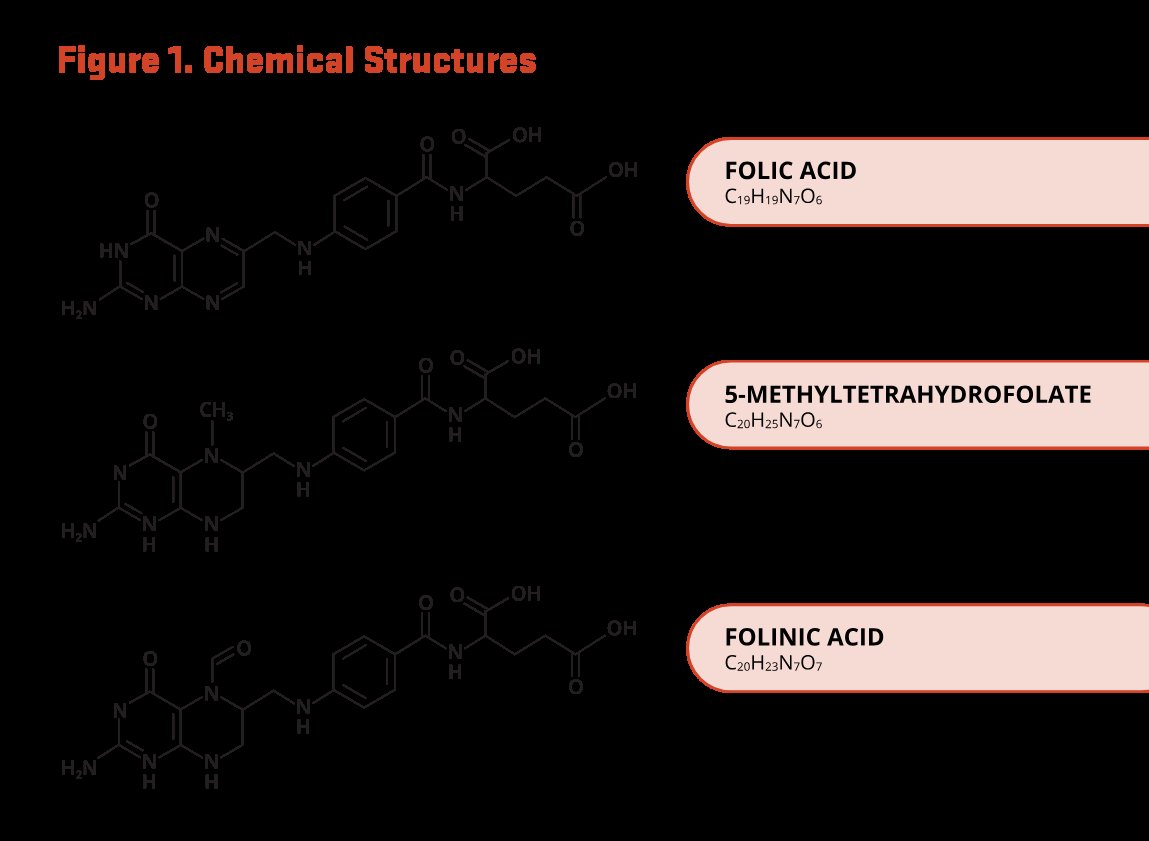 Figure 1. Chemical Structures
O
O
OH
OH
O
N
H
O
N
H
O
HN
N
N
N
H₂N
FOLIC ACID
C₁₉H₁₉N₇O₆
O
O
OH
OH
O
N
H
N
H
CH₃
O
N
N
H₂N
N
H
N
H
5-METHYLTETRAHYDROFOLATE
C₂₀H₂₅N₇O₆
O
O
OH
OH
O
N
H
N
H
O
O
N
N
H₂N
N
H
N
H
FOLINIC ACID
C₂₀H₂₃N₇O₇